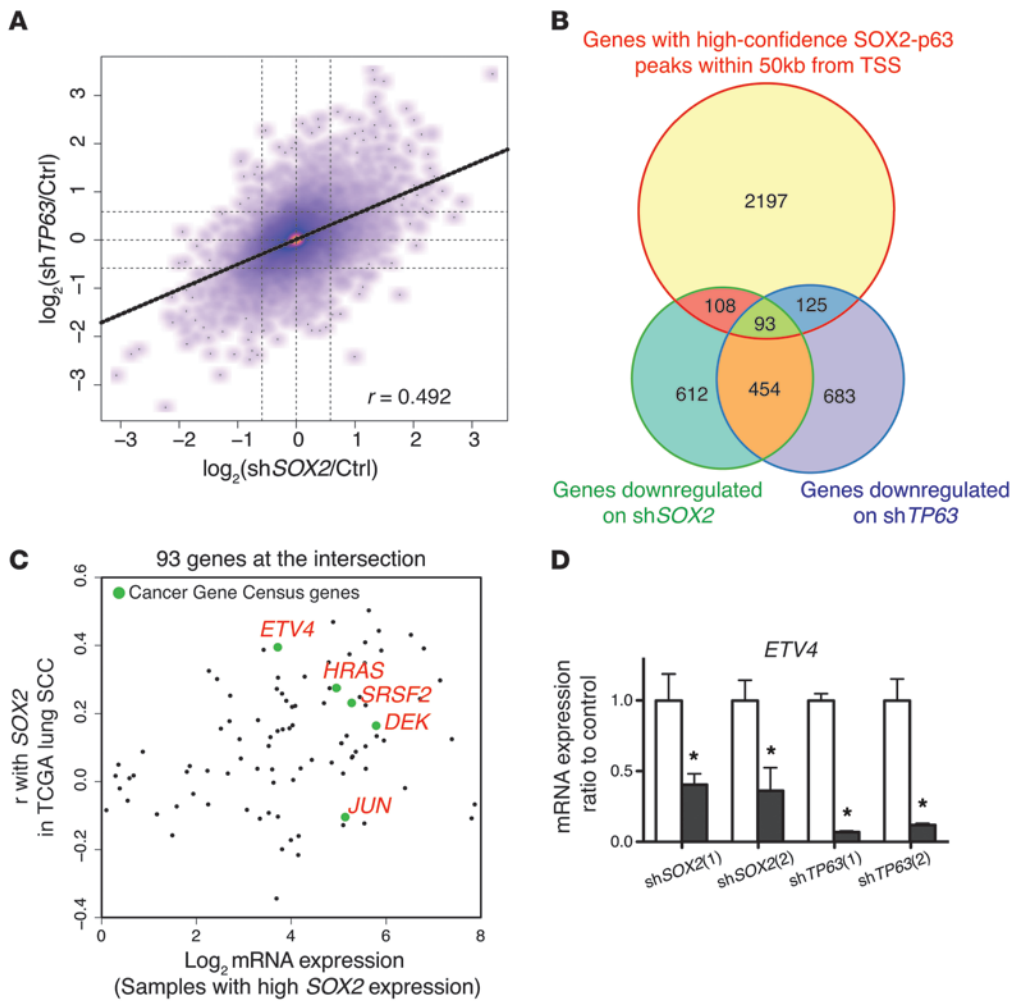 A
log2(shTP63/Ctrl)
3
2
1
0
−1
−2
−3
r = 0.492
−3 −2 −1 0 1 2 3
log2(shSOX2/Ctrl)
B
Genes with high-confidence SOX2-p63
peaks within 50kb from TSS
2197
108 125
93
612 454 683
Genes downregulated
on shSOX2
Genes downregulated
on shTP63
C
93 genes at the intersection
Cancer Gene Census genes
r with SOX2
in TCGA lung SCC
0.6
0.4
0.2
0.0
−0.2
−0.4
ETV4
HRAS
SRSF2
DEK
JUN
0 2 4 6 8
Log2 mRNA expression
(Samples with high SOX2 expression)
D
ETV4
mRNA expression
ratio to control
1.0
0.5
0.0
* * * *
shSOX2(1) shSOX2(2) shTP63(1) shTP63(2)